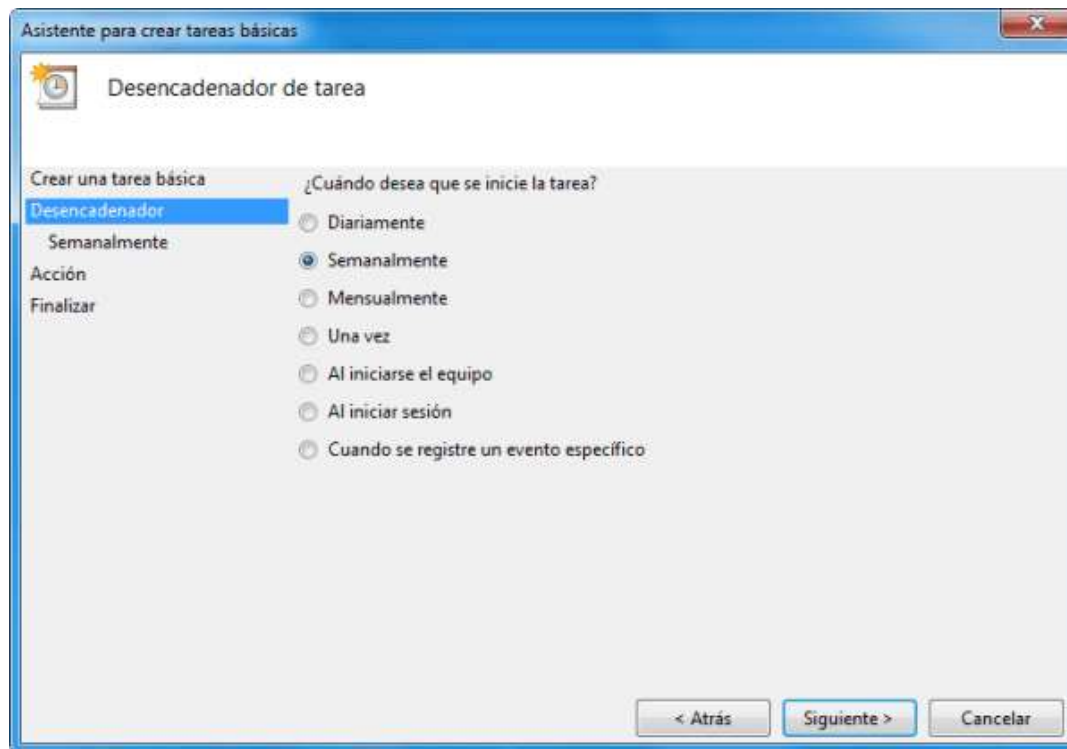 Asistente para crear tareas básicas
Desencadenador de tarea
Crear una tarea básica
Desencadenador
Semanalmente
Acción
Finalizar
¿Cuándo desea que se inicie la tarea?
Diariamente
Semanalmente
Mensualmente
Una vez
Al iniciarse el equipo
Al iniciar sesión
Cuando se registre un evento específico
< Atrás
Siguiente >
Cancelar